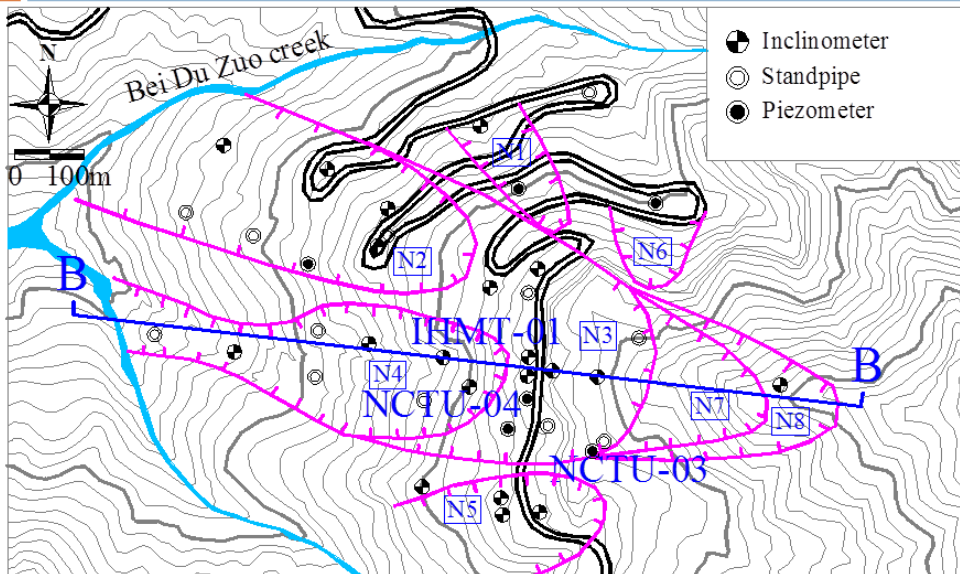 Inclinometer
Standpipe
Piezometer
N
Bei Du Zuo creek
0 100m
N1
N2
N6
B
IHMT-01
N3
B
N4
NCTU-04
N7
N8
NCTU-03
N5